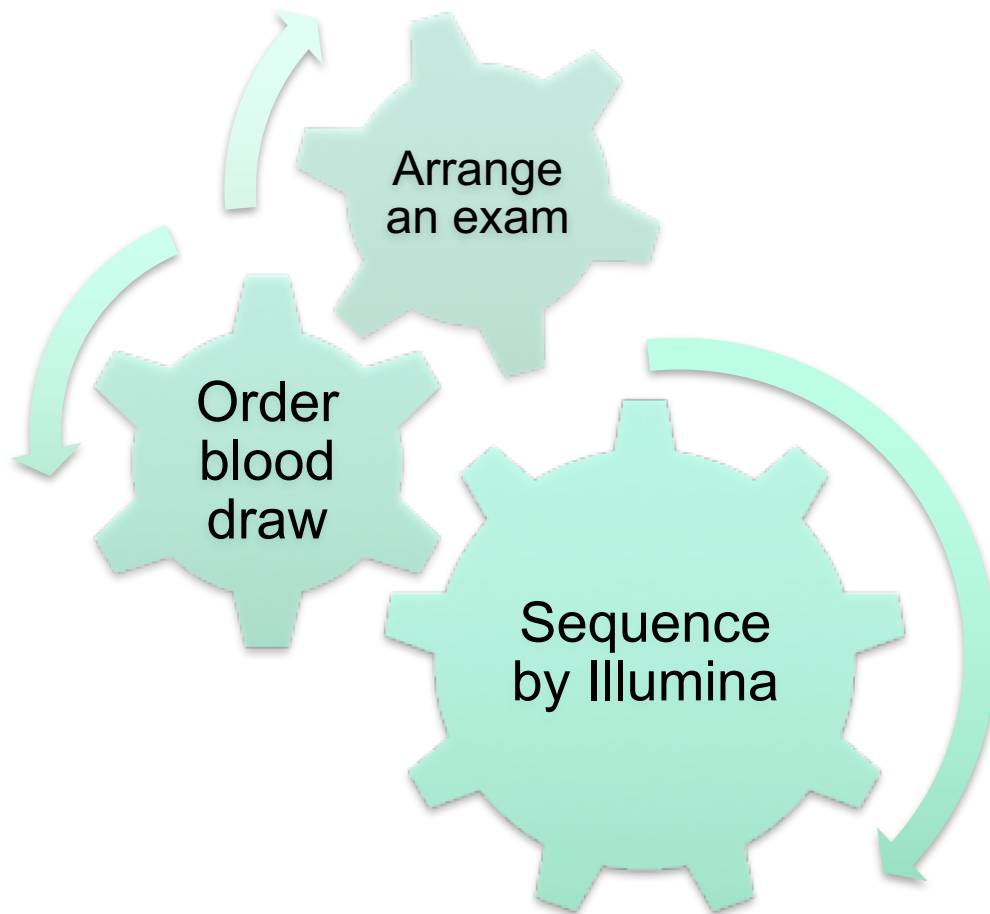 Arrange
an exam
Order
blood
draw
Sequence
by Illumina